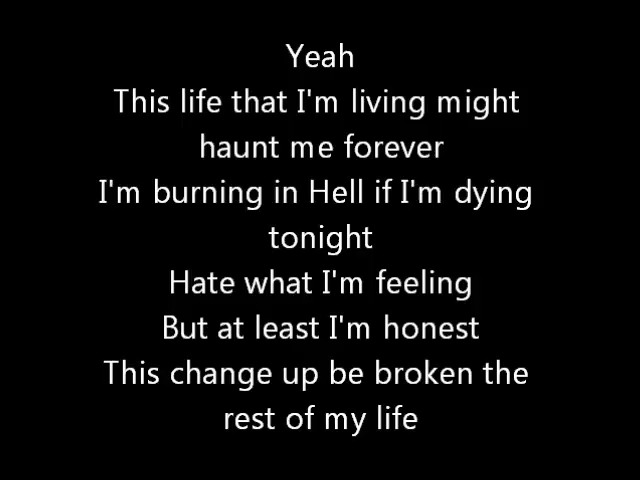 Yeah
This life that I'm living might
haunt me forever
I'm burning in Hell if I'm dying
tonight
Hate what I'm feeling
But at least I'm honest
This change up be broken the
rest of my life